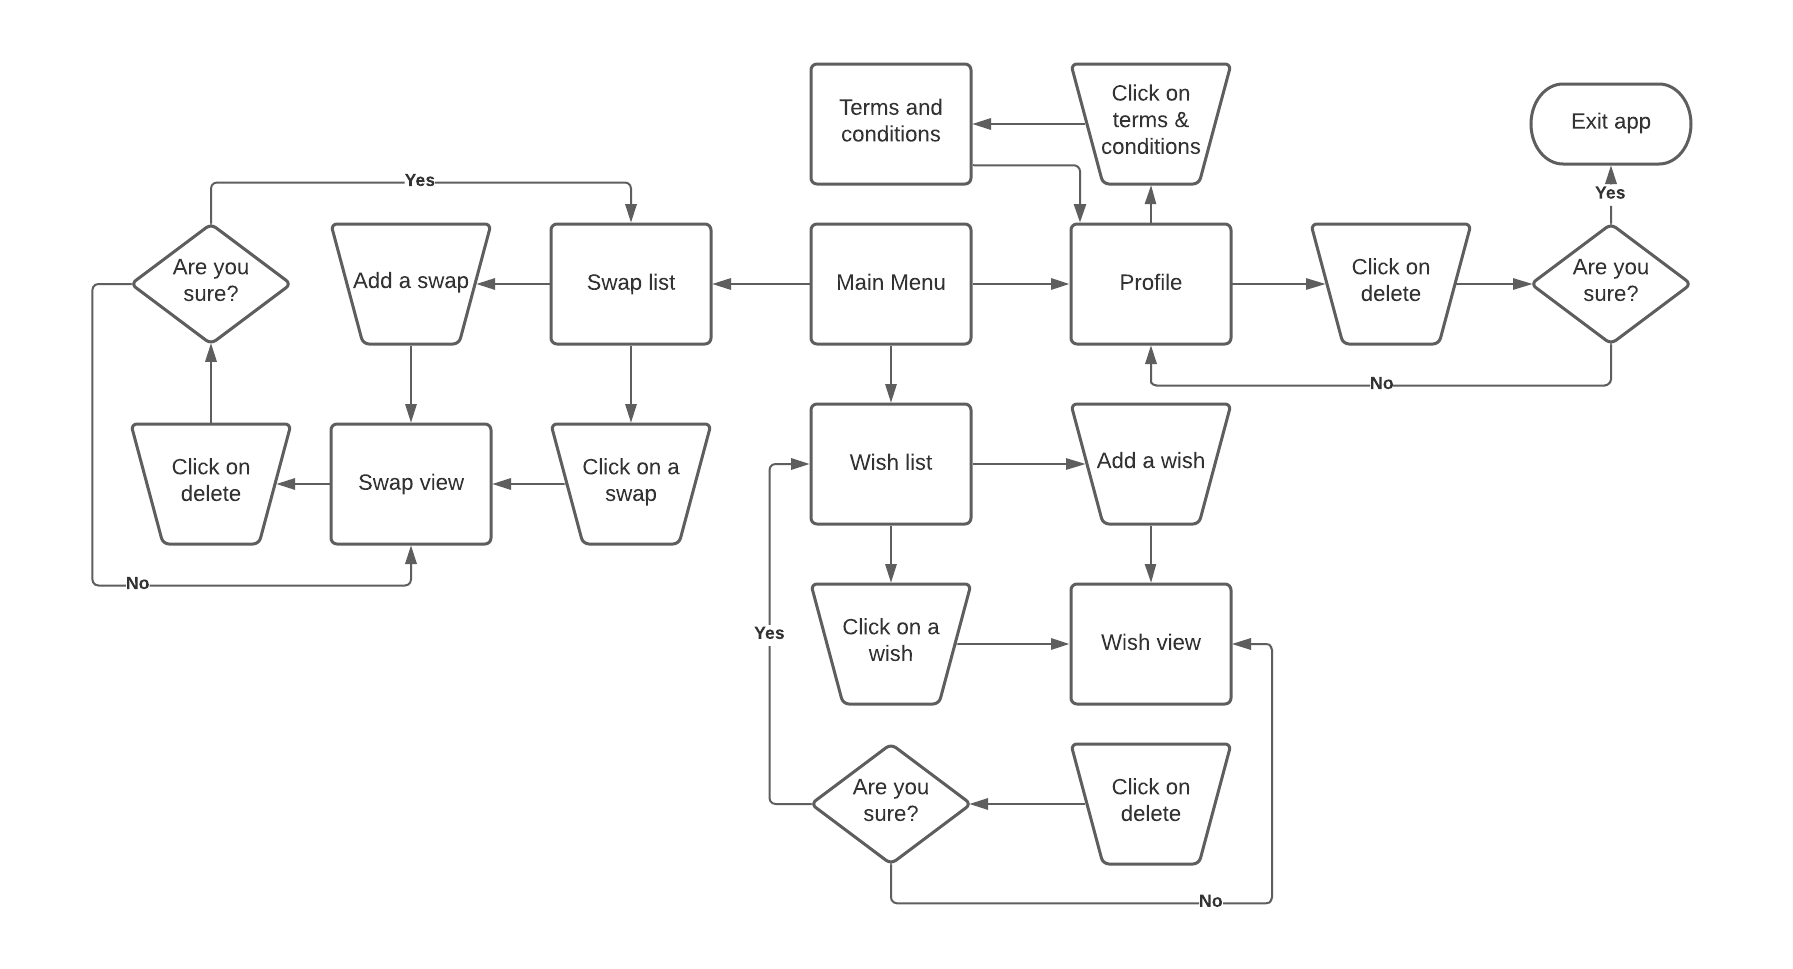 Terms and
conditions
Click on
terms &
conditions
Exit app
Yes
Yes
Are you
sure?
Add a swap
Swap list
Main Menu
Profile
Click on
delete
Are you
sure?
No
Click on
delete
Swap view
Click on a
swap
Wish list
Add a wish
No
Yes
Click on a
wish
Wish view
Are you
sure?
Click on
delete
No